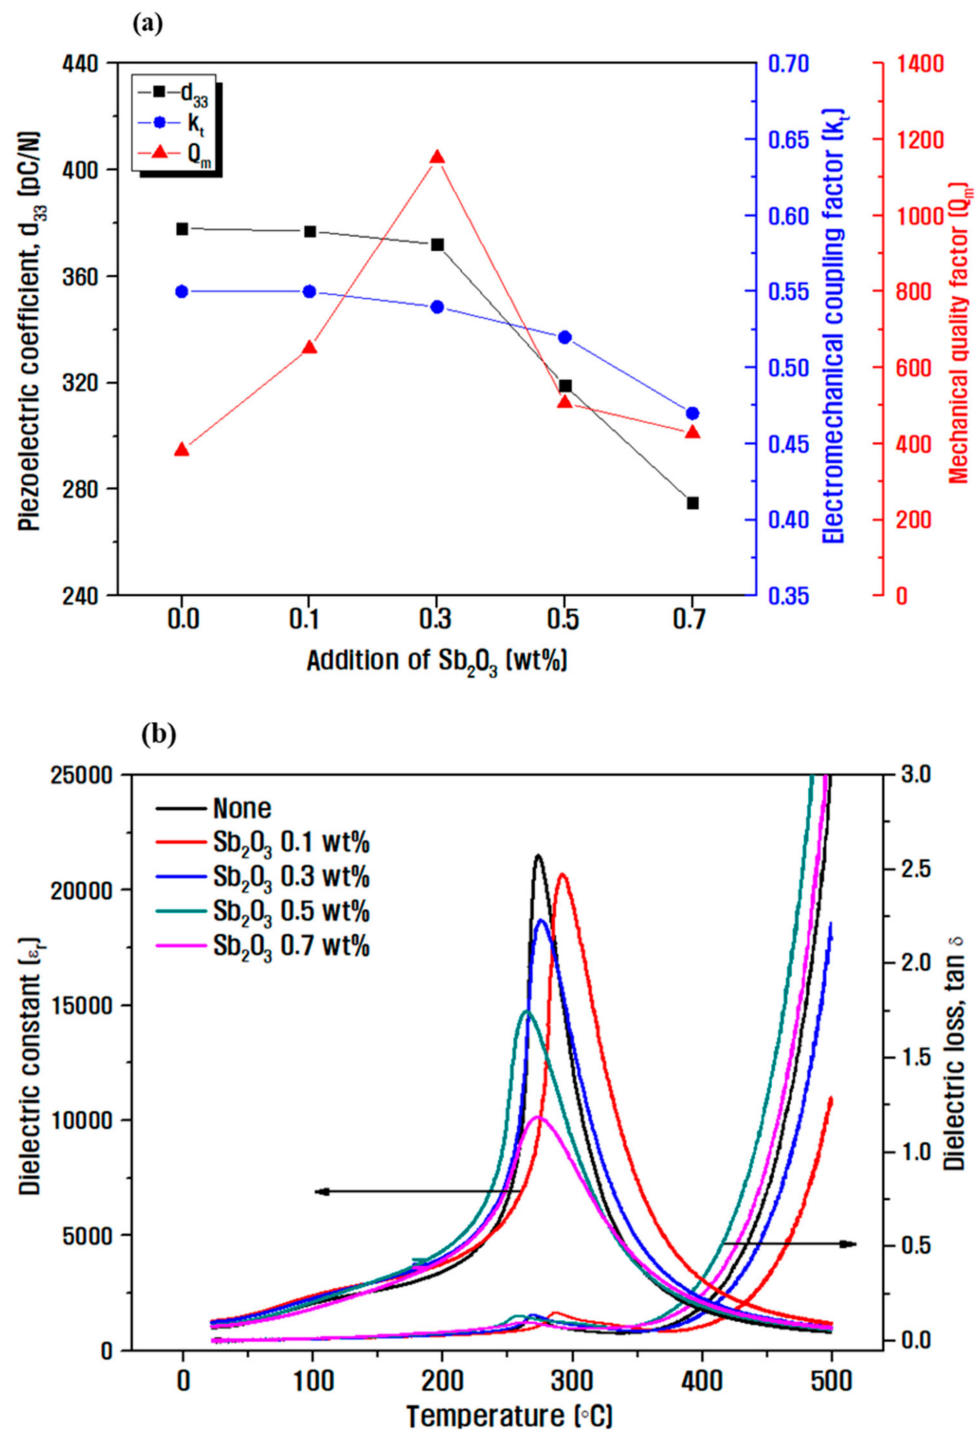 (a)
440
400
360
320
280
240
Piezoelectric coefficient, d33 (pC/N)
d33
kt
Qm
0.70
0.65
0.60
0.55
0.50
0.45
0.40
0.35
Electromechanical coupling factor (kt)
1400
1200
1000
800
600
400
200
0
Mechanical quality factor (Qm)
0.0 0.1 0.3 0.5 0.7
Addition of Sb2O3 (wt%)
(b)
25000
20000
15000
10000
5000
0
Dielectric constant (εr)
None
Sb2O3 0.1 wt%
Sb2O3 0.3 wt%
Sb2O3 0.5 wt%
Sb2O3 0.7 wt%
3.0
2.5
2.0
1.5
1.0
0.5
0.0
Dielectric loss, tan δ
0 100 200 300 400 500
Temperature (°C)